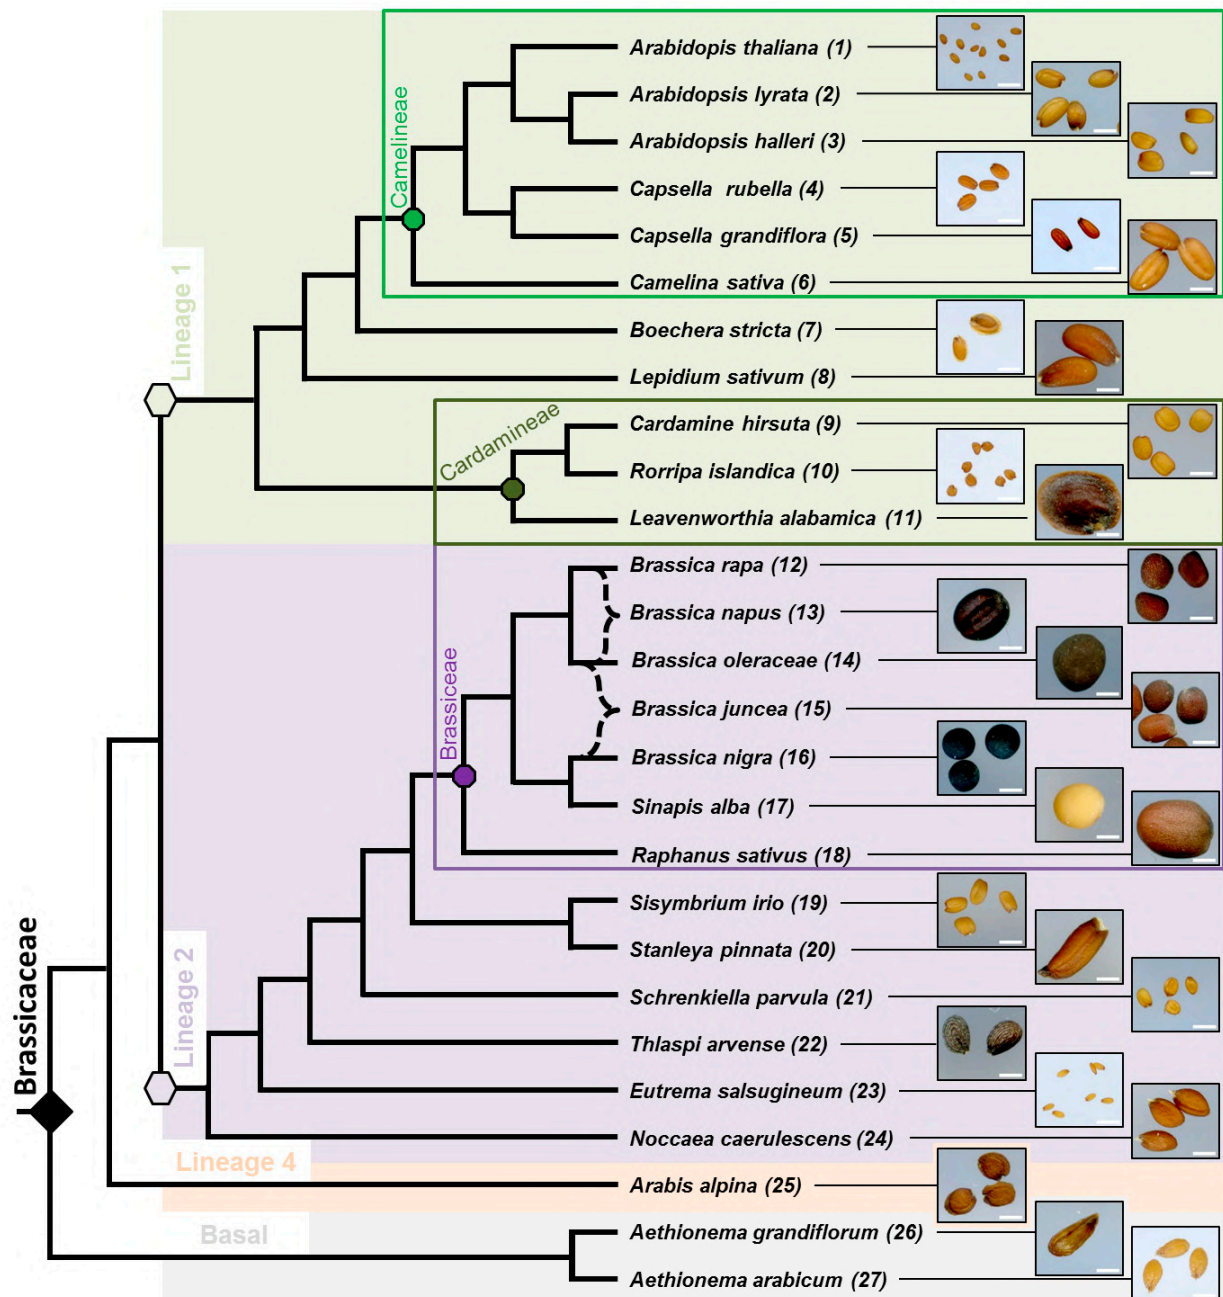 Arabidopis thaliana (1)
Arabidopsis lyrata (2)
Arabidopsis halleri (3)
Capsella rubella (4)
Capsella grandiflora (5)
Camelina sativa (6)
Camelineae
Lineage 1
Boechera stricta (7)
Lepidium sativum (8)
Cardamineae
Cardamine hirsuta (9)
Rorripa islandica (10)
Leavenworthia alabamica (11)
Brassica rapa (12)
Brassica napus (13)
Brassica oleraceae (14)
Brassica juncea (15)
Brassica nigra (16)
Sinapis alba (17)
Raphanus sativus (18)
Brassiceae
Sisymbrium irio (19)
Stanleya pinnata (20)
Schrenkiella parvula (21)
Thlaspi arvense (22)
Eutrema salsugineum (23)
Noccaea caerulescens (24)
Lineage 2
Brassicaceae
Lineage 4
Arabis alpina (25)
Basal
Aethionema grandiflorum (26)
Aethionema arabicum (27)